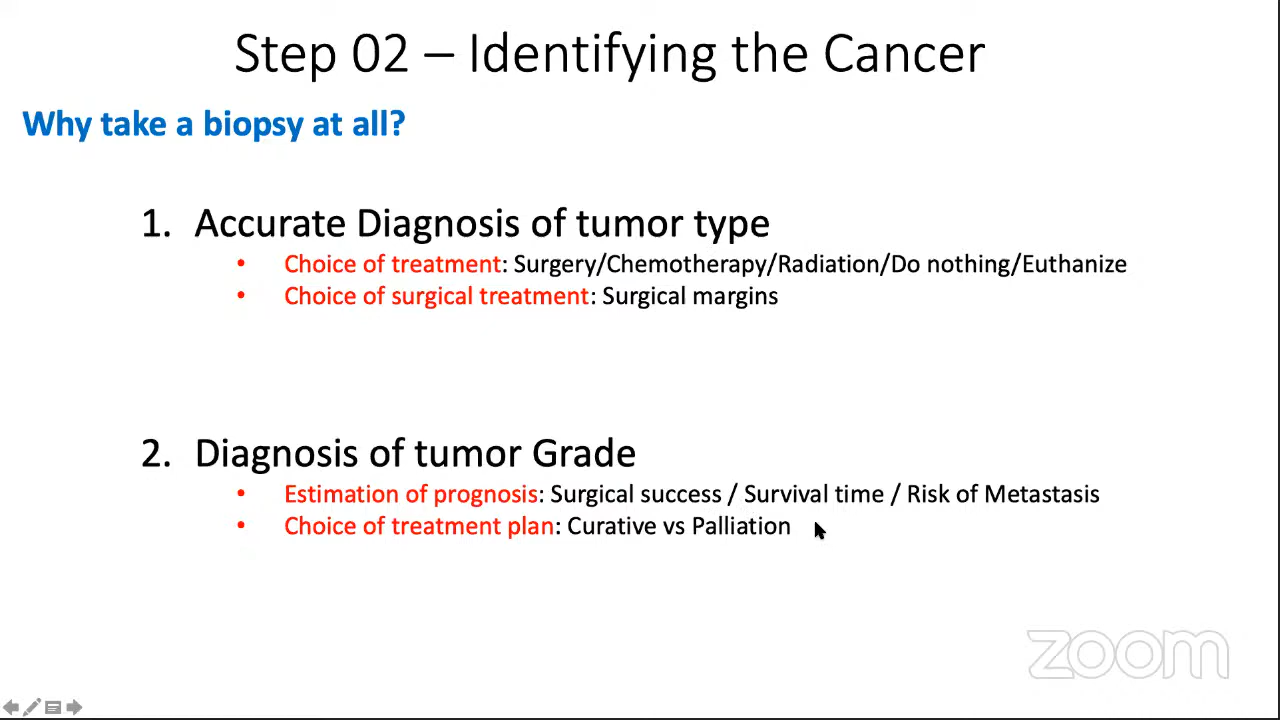 Step 02 – Identifying the Cancer
Why take a biopsy at all?
1. Accurate Diagnosis of tumor type
• Choice of treatment: Surgery/Chemotherapy/Radiation/Do nothing/Euthanize
• Choice of surgical treatment: Surgical margins
2. Diagnosis of tumor Grade
• Estimation of prognosis: Surgical success / Survival time / Risk of Metastasis
• Choice of treatment plan: Curative vs Palliation
zoom